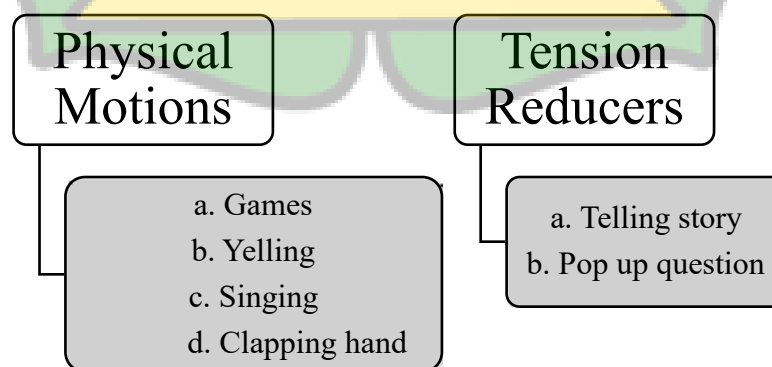 Physical
Motions
a. Games
b. Yelling
c. Singing
d. Clapping hand
Tension
Reducers
a. Telling story
b. Pop up question